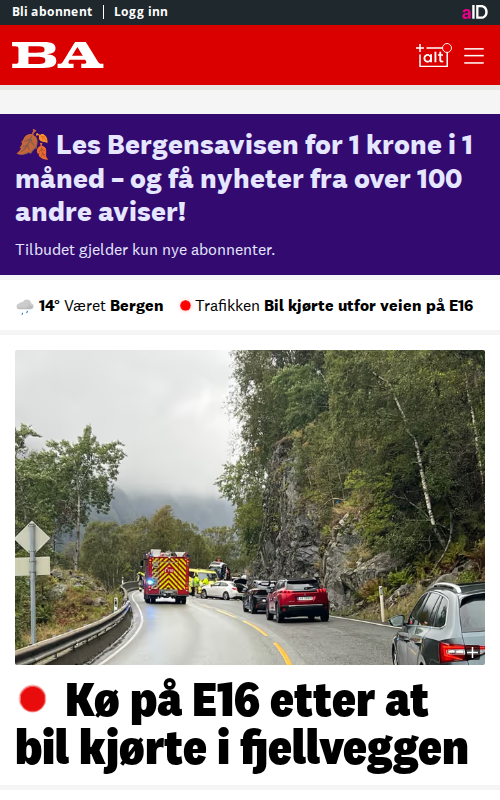 Bli abonnent | Logg inn aID
BA +alt
🍂 Les Bergensavisen for 1 krone i 1
måned – og få nyheter fra over 100
andre aviser!
Tilbudet gjelder kun nye abonnenter.
14° Været Bergen Trafikken Bil kjørte utfor veien på E16
Kø på E16 etter at
bil kjørte i fjellveggen